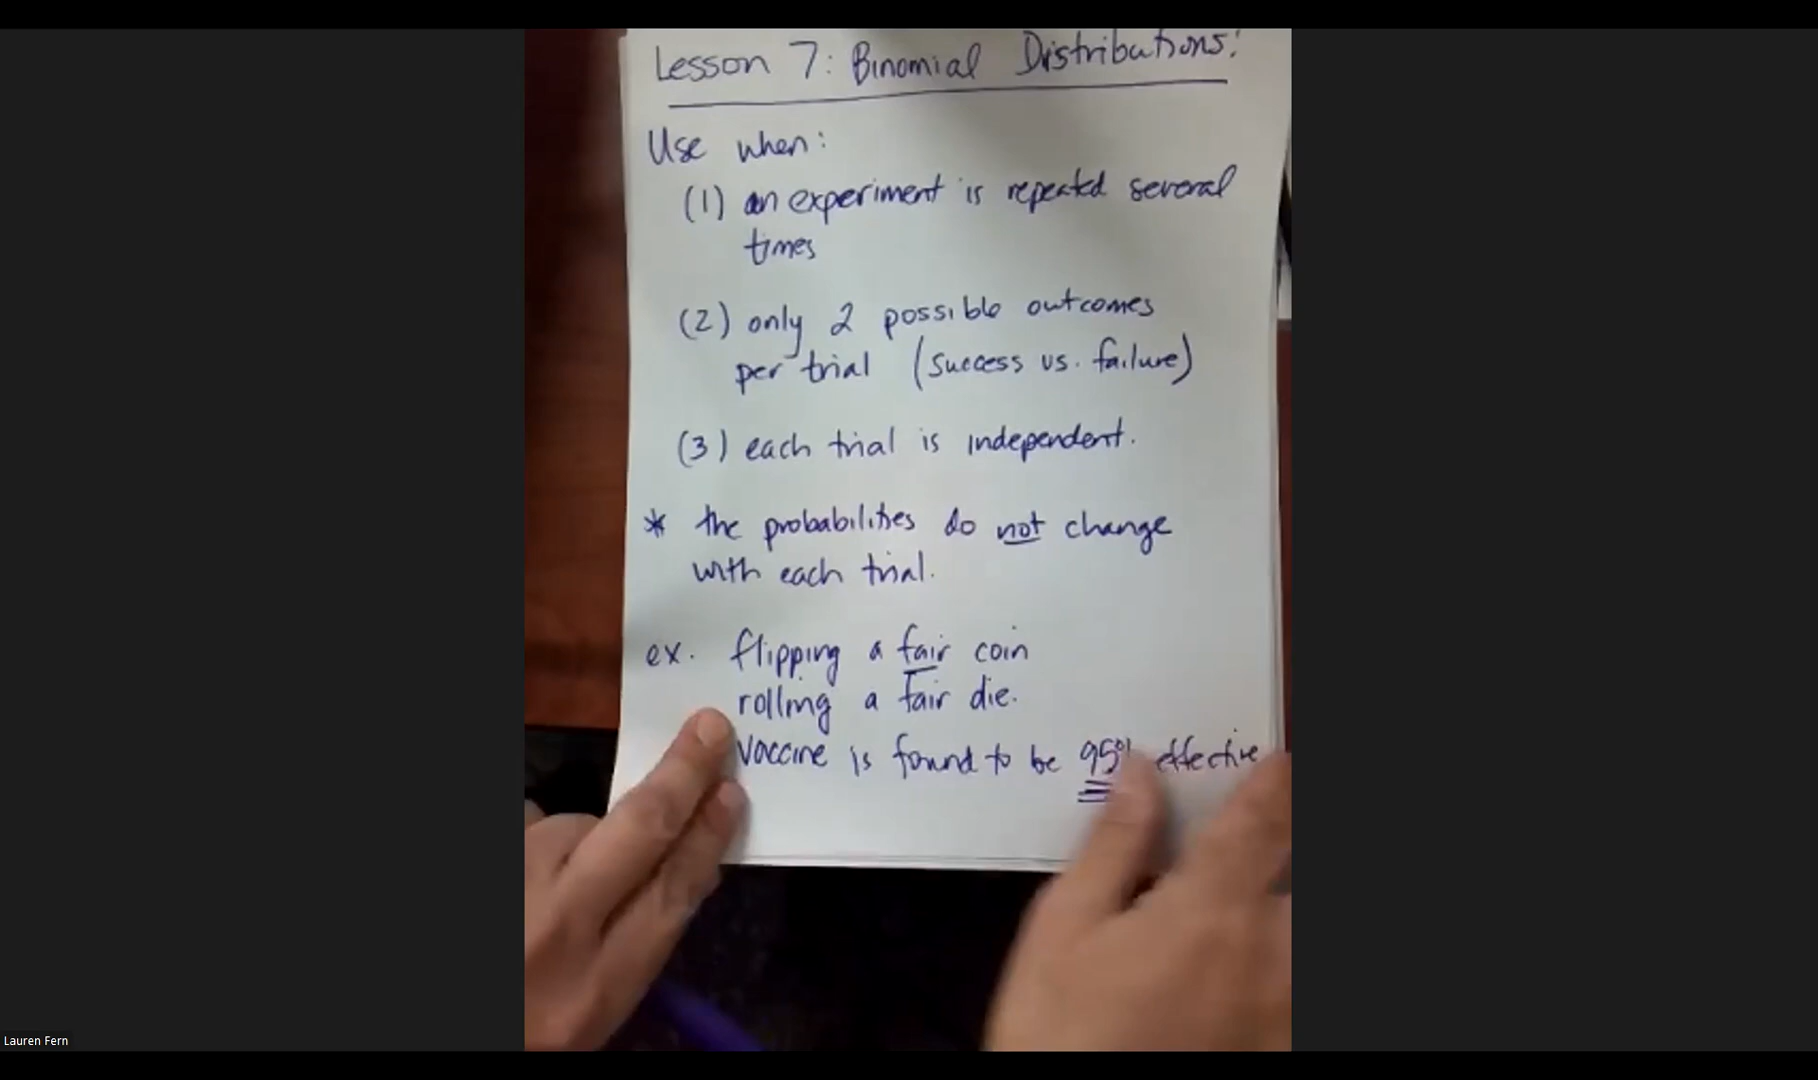 Lesson 7: Binomial Distributions:
Use when:
(1) an experiment is repeated several
times
(2) only 2 possible outcomes
per trial (success vs. failure)
(3) each trial is independent.
* the probabilities do not change
with each trial.
ex. flipping a fair coin
rolling a fair die.
Vaccine is found to be 95% effective
Lauren Fern